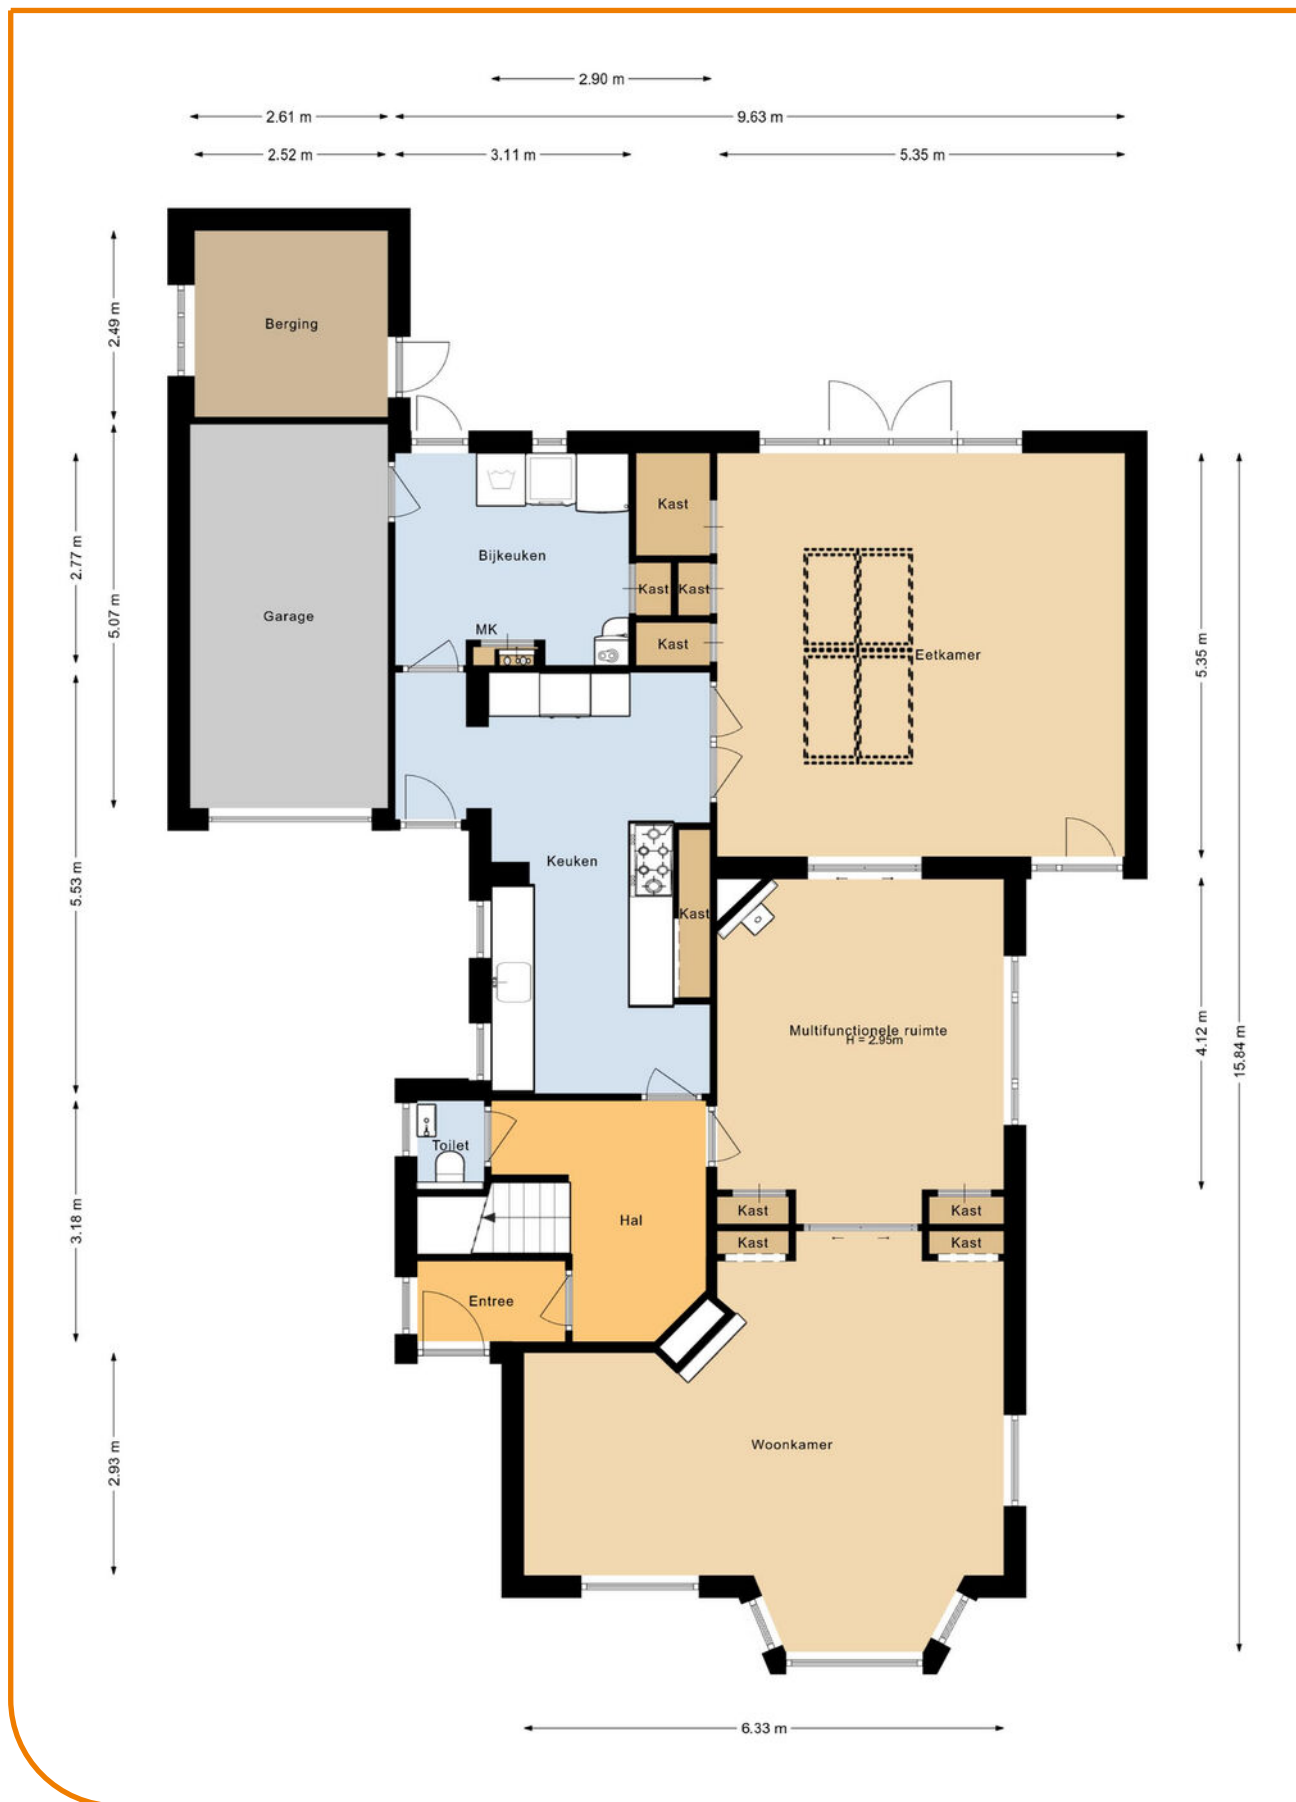 2.90 m
2.61 m
9.63 m
2.52 m
3.11 m
5.35 m
2.49 m
Berging
2.77 m
5.07 m
Garage
Bijkeuken
MK
Kast
Kast
Kast
Kast
Eetkamer
5.35 m
5.53 m
Keuken
Kast
Multifunctionele ruimte
H = 2.95m
4.12 m
15.84 m
Toilet
3.18 m
Hal
Kast
Kast
Kast
Kast
Entree
2.93 m
Woonkamer
6.33 m